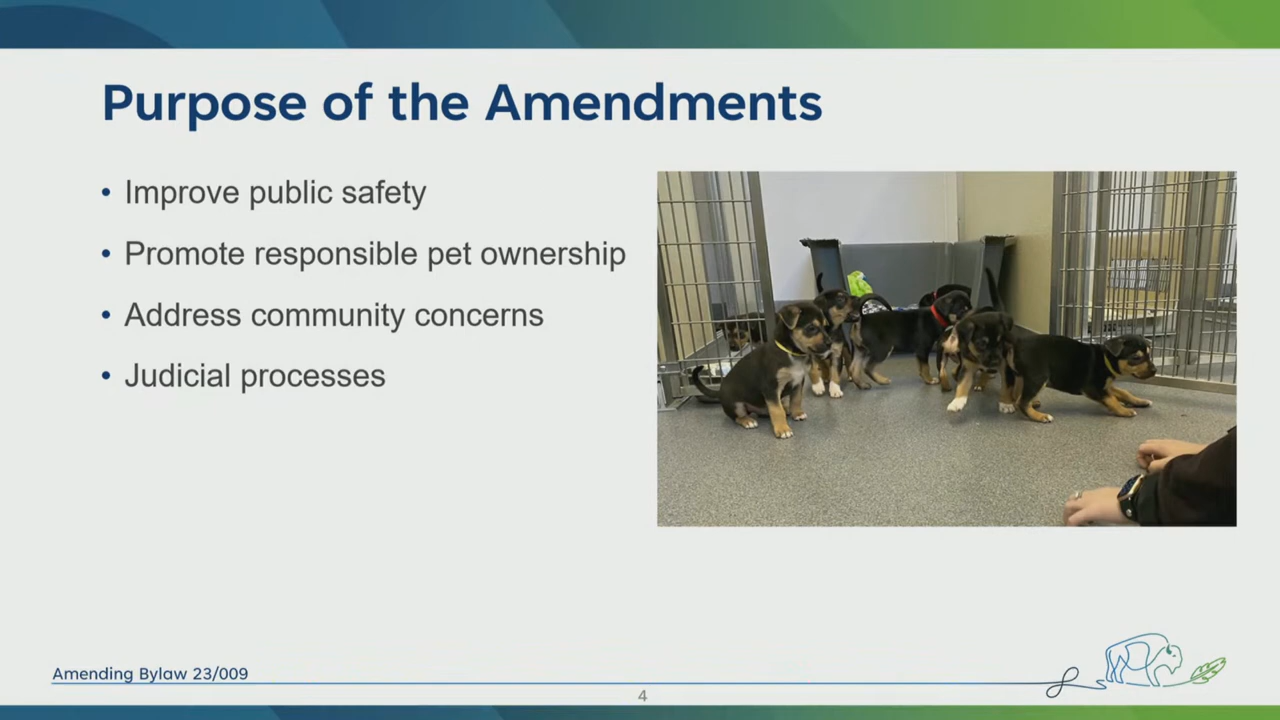 Purpose of the Amendments
• Improve public safety
• Promote responsible pet ownership
• Address community concerns
• Judicial processes
Amending Bylaw 23/009
4